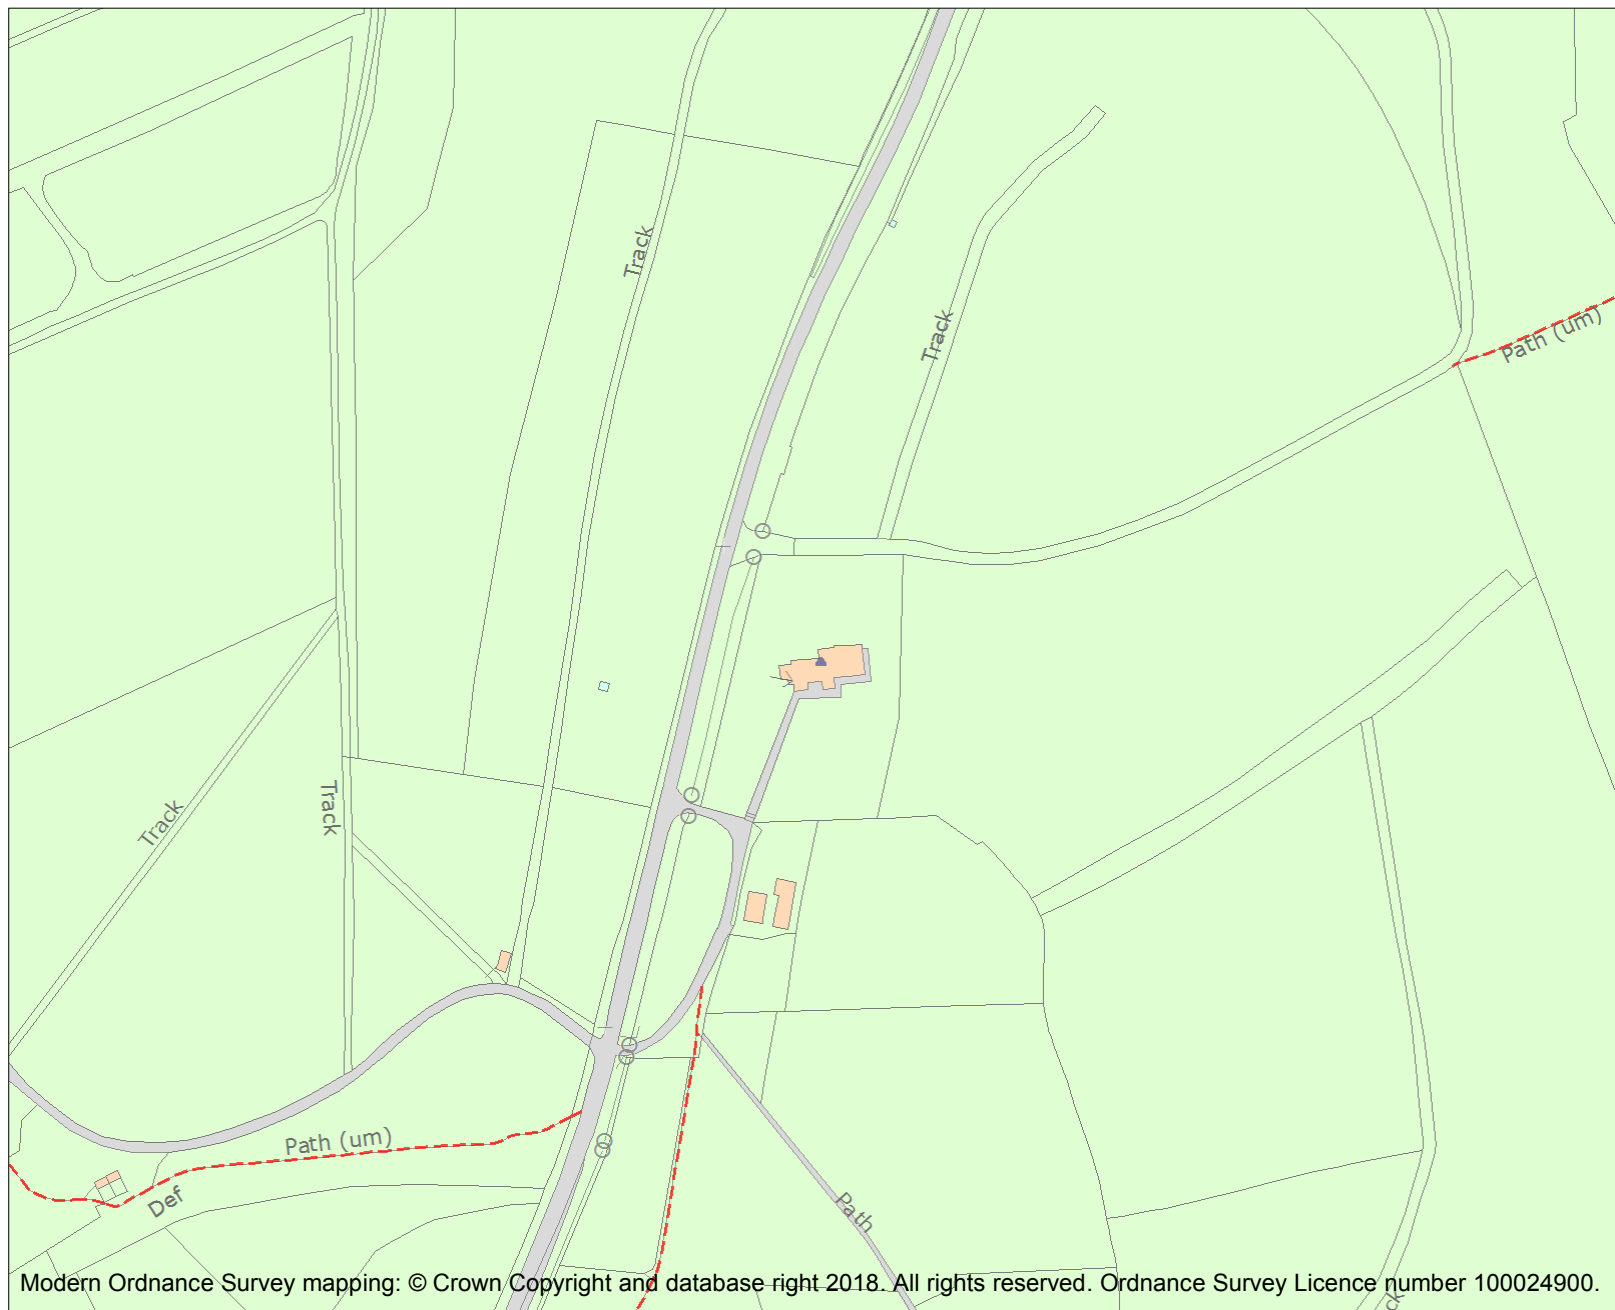 Track
Track
Path (um)
Track
Track
Path (um)
Def
Path
Modern Ordnance Survey mapping: © Crown Copyright and database right 2018. All rights reserved. Ordnance Survey Licence number 100024900.